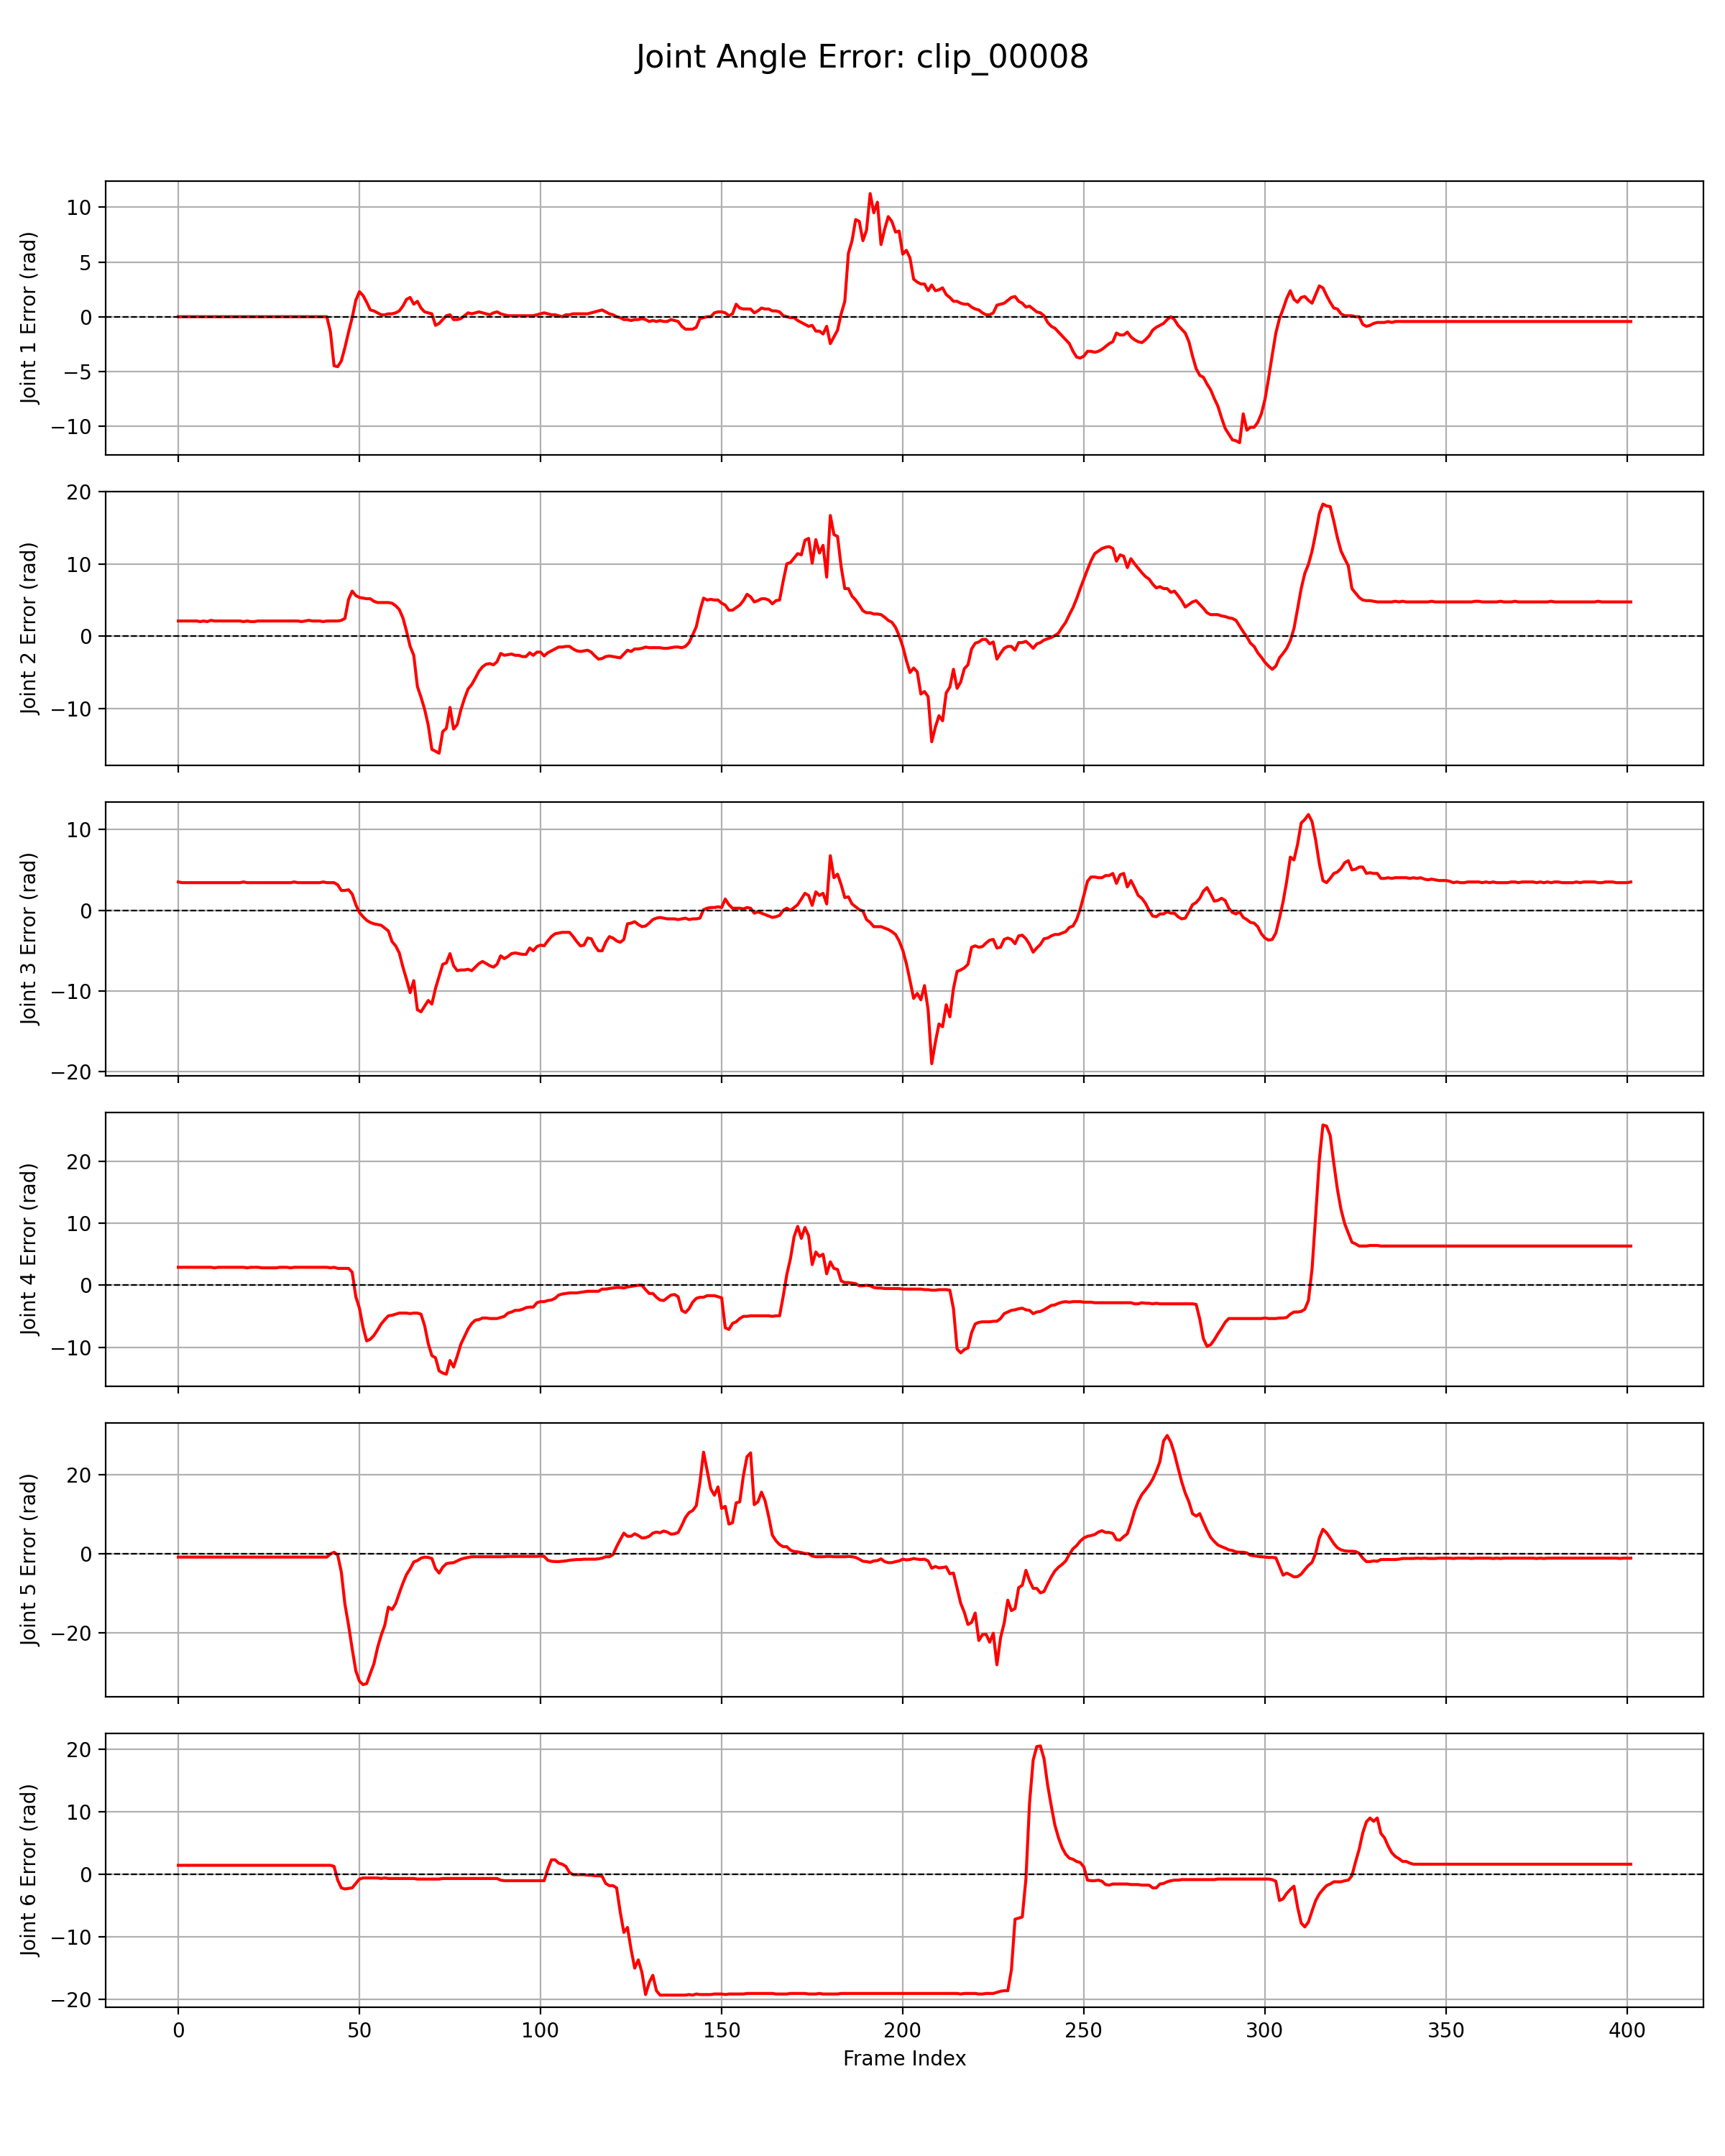 Joint Angle Error: clip_00008
Joint 1 Error (rad)
10
5
0
−5
−10
Joint 2 Error (rad)
20
10
0
−10
Joint 3 Error (rad)
10
0
−10
−20
Joint 4 Error (rad)
20
10
0
−10
Joint 5 Error (rad)
20
0
−20
Joint 6 Error (rad)
20
10
0
−10
−20
0 50 100 150 200 250 300 350 400
Frame Index